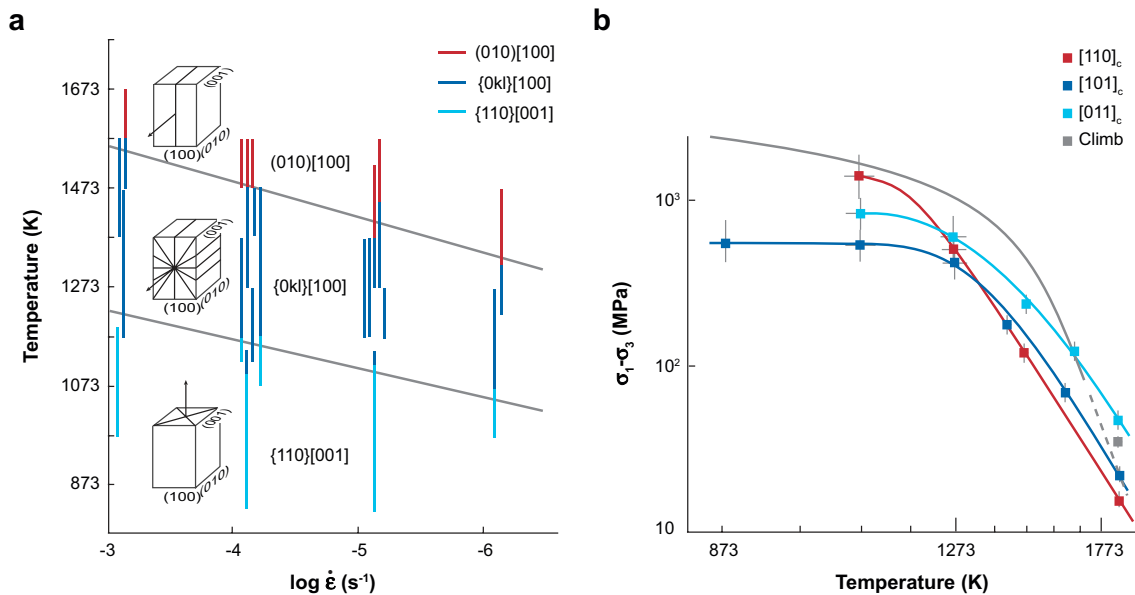 a
(010)[100]
{0kl}[100]
{110}[001]
Temperature (K)
1673
1473
1273
1073
873
(001)
(100)
(010)
(010)[100]
(001)
(100)
(010)
{0kl}[100]
(001)
(100)
(010)
{110}[001]
-3
-4
-5
-6
log ε̇ (s⁻¹)
b
[110]c
[101]c
[011]c
Climb
σ₁-σ₃ (MPa)
10³
10²
10
873
1273
1773
Temperature (K)